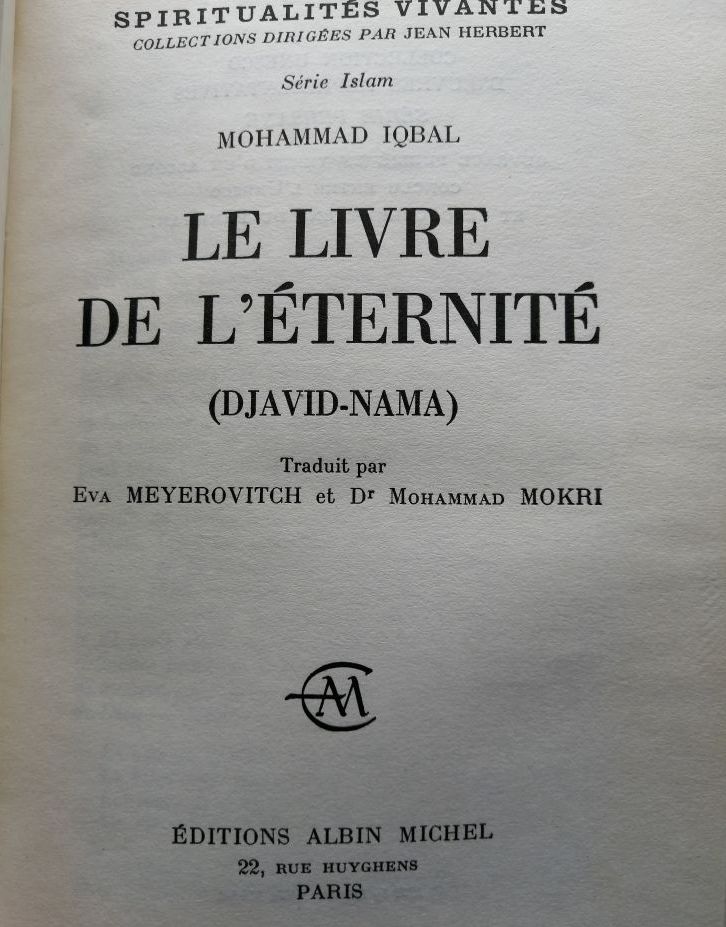 SPIRITUALITÉS VIVANTES
COLLECTIONS DIRIGÉES PAR JEAN HERBERT
Série Islam
MOHAMMAD IQBAL
LE LIVRE
DE L'ÉTERNITÉ
(DJAVID-NAMA)
Traduit par
EVA MEYEROVITCH et Dr MOHAMMAD MOKRI
AM
ÉDITIONS ALBIN MICHEL
22, RUE HUYGHENS
PARIS